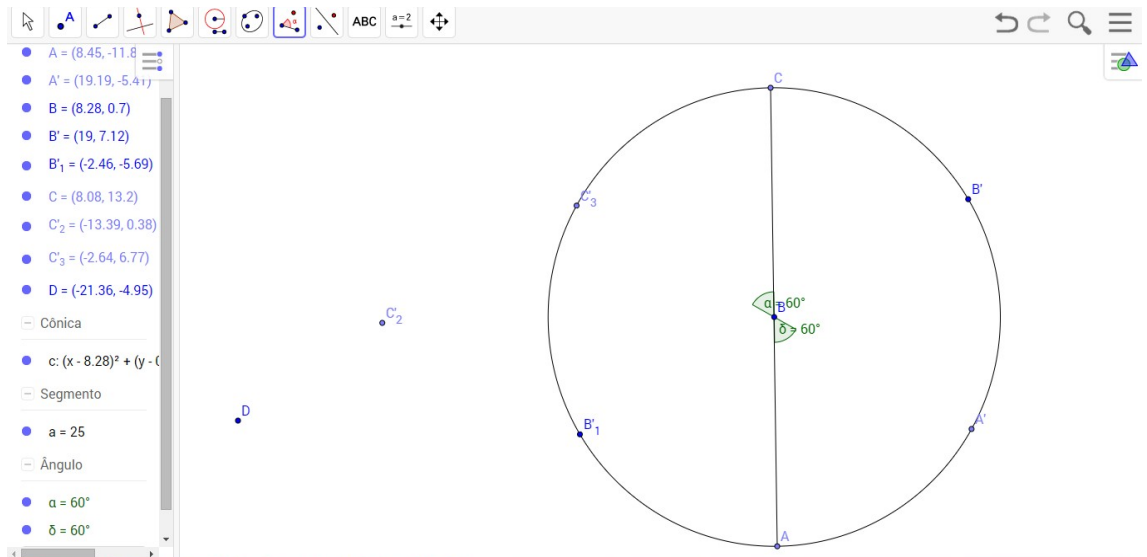 ABC
a=2
A = (8.45, -11.8
A' = (19.19, -5.41)
B = (8.28, 0.7)
B' = (19, 7.12)
B'₁ = (-2.46, -5.69)
C = (8.08, 13.2)
C'₂ = (-13.39, 0.38)
C'₃ = (-2.64, 6.77)
D = (-21.36, -4.95)
Cônica
c: (x - 8.28)² + (y - 0
Segmento
a = 25
Ângulo
α = 60°
δ = 60°
C
C'₃
B'
α = 60°
B
δ = 60°
C'₂
D
B'₁
A'
A